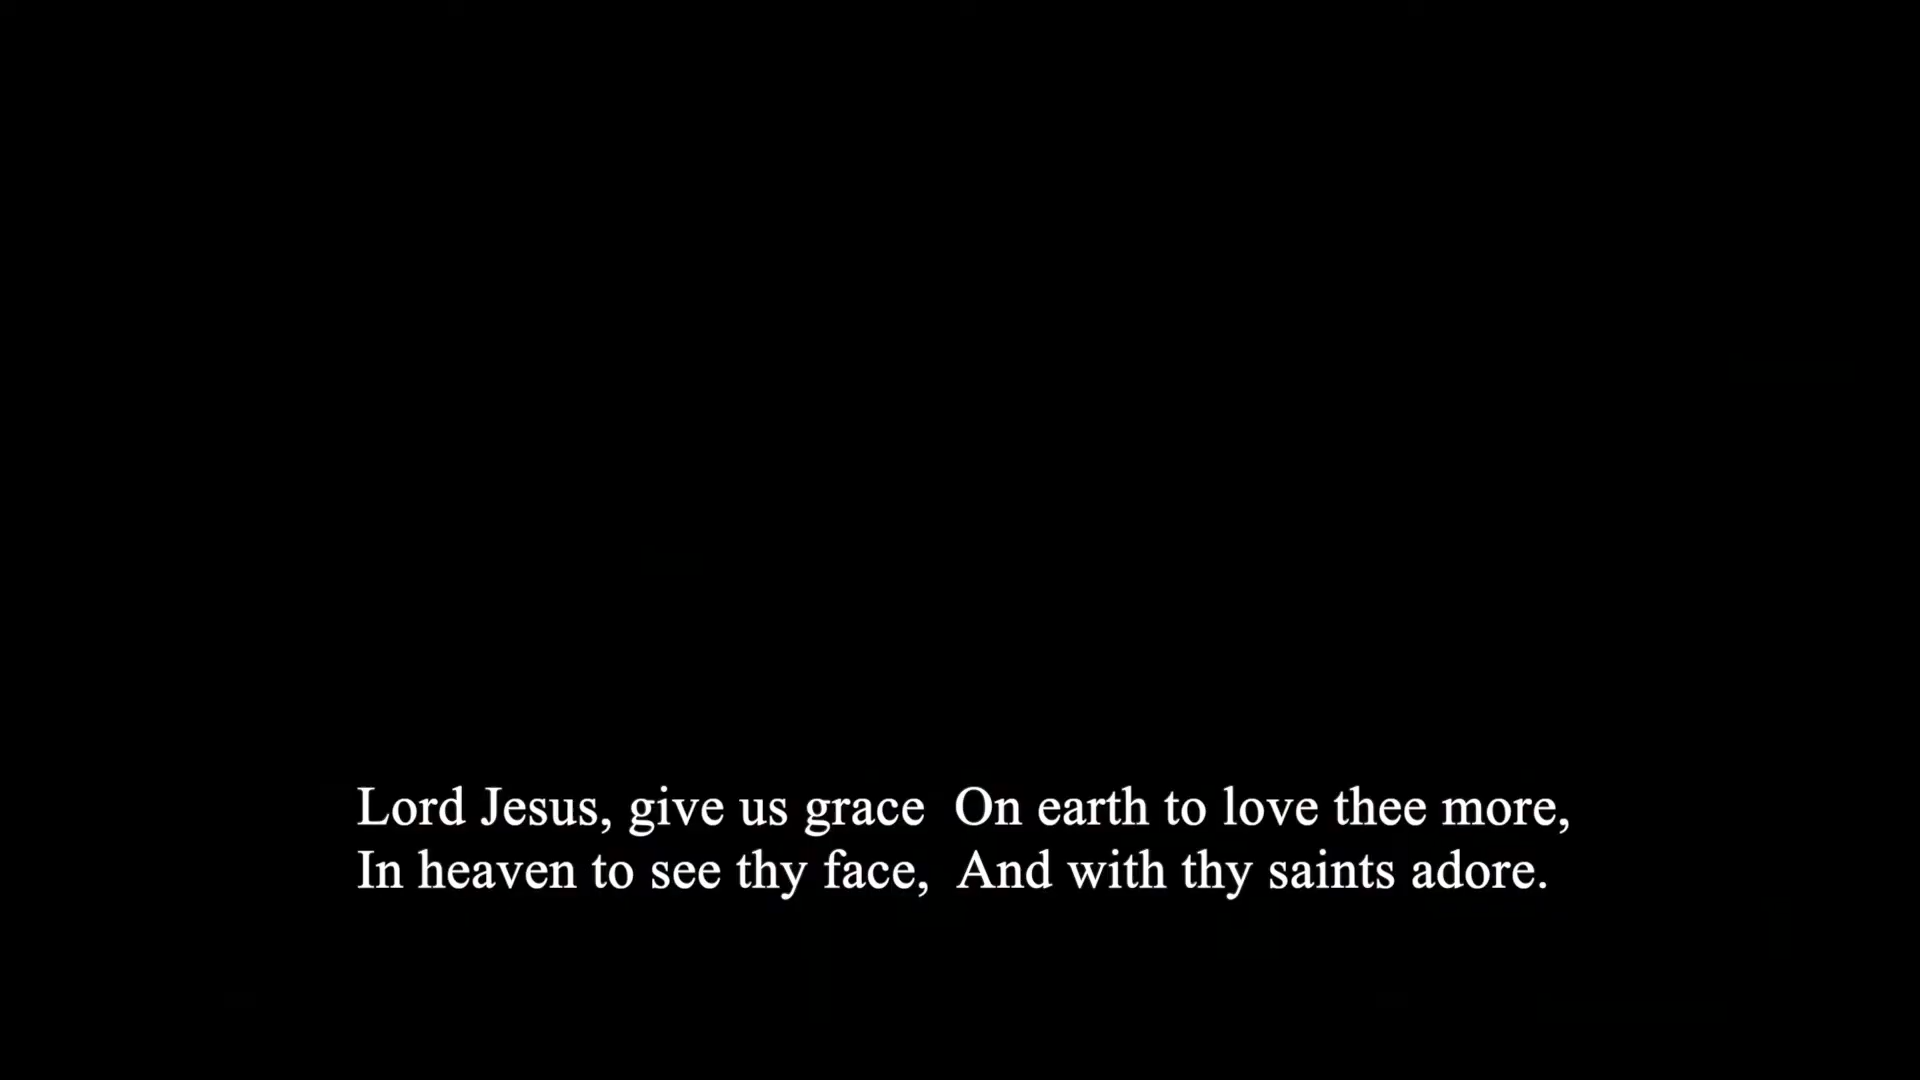 Lord Jesus, give us grace  On earth to love thee more,
In heaven to see thy face,  And with thy saints adore.